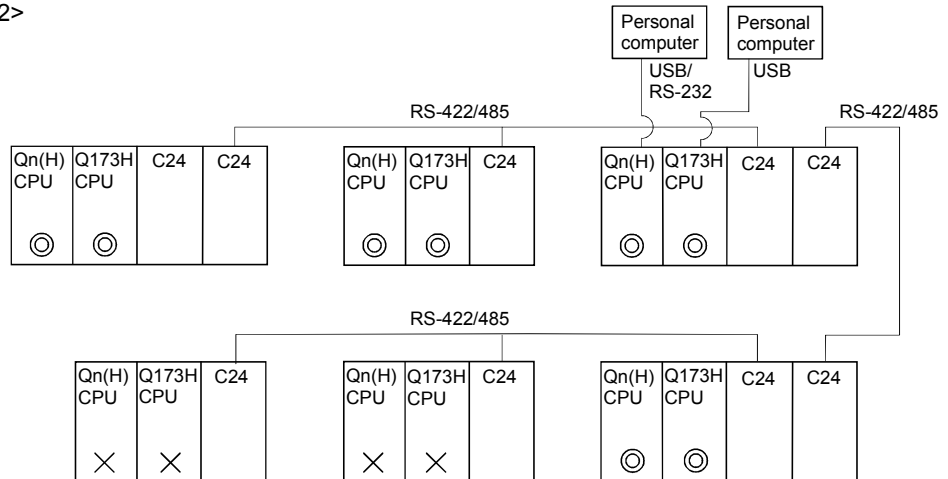 2>
Personal
computer
Personal
computer
USB/
RS-232
USB
RS-422/485
RS-422/485
Qn(H)
CPU
Q173H
CPU
C24
C24
Qn(H)
CPU
Q173H
CPU
C24
Qn(H)
CPU
Q173H
CPU
C24
C24
RS-422/485
Qn(H)
CPU
Q173H
CPU
C24
Qn(H)
CPU
Q173H
CPU
C24
Qn(H)
CPU
Q173H
CPU
C24
C24